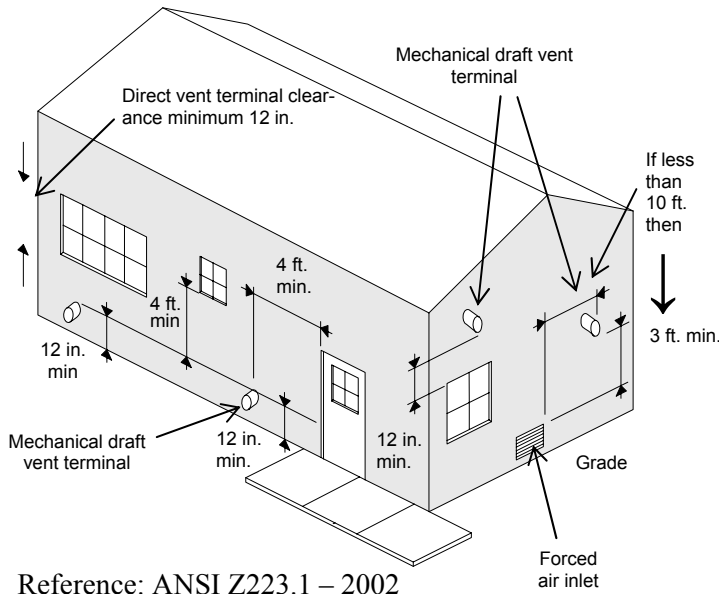 Mechanical draft vent
terminal
Direct vent terminal clear-
ance minimum 12 in.
If less
than
10 ft.
then
4 ft.
min.
4 ft.
min
3 ft. min.
12 in.
min
Mechanical draft
vent terminal
12 in.
min.
12 in.
min.
Grade
Forced
air inlet
Reference: ANSI Z223.1 – 2002